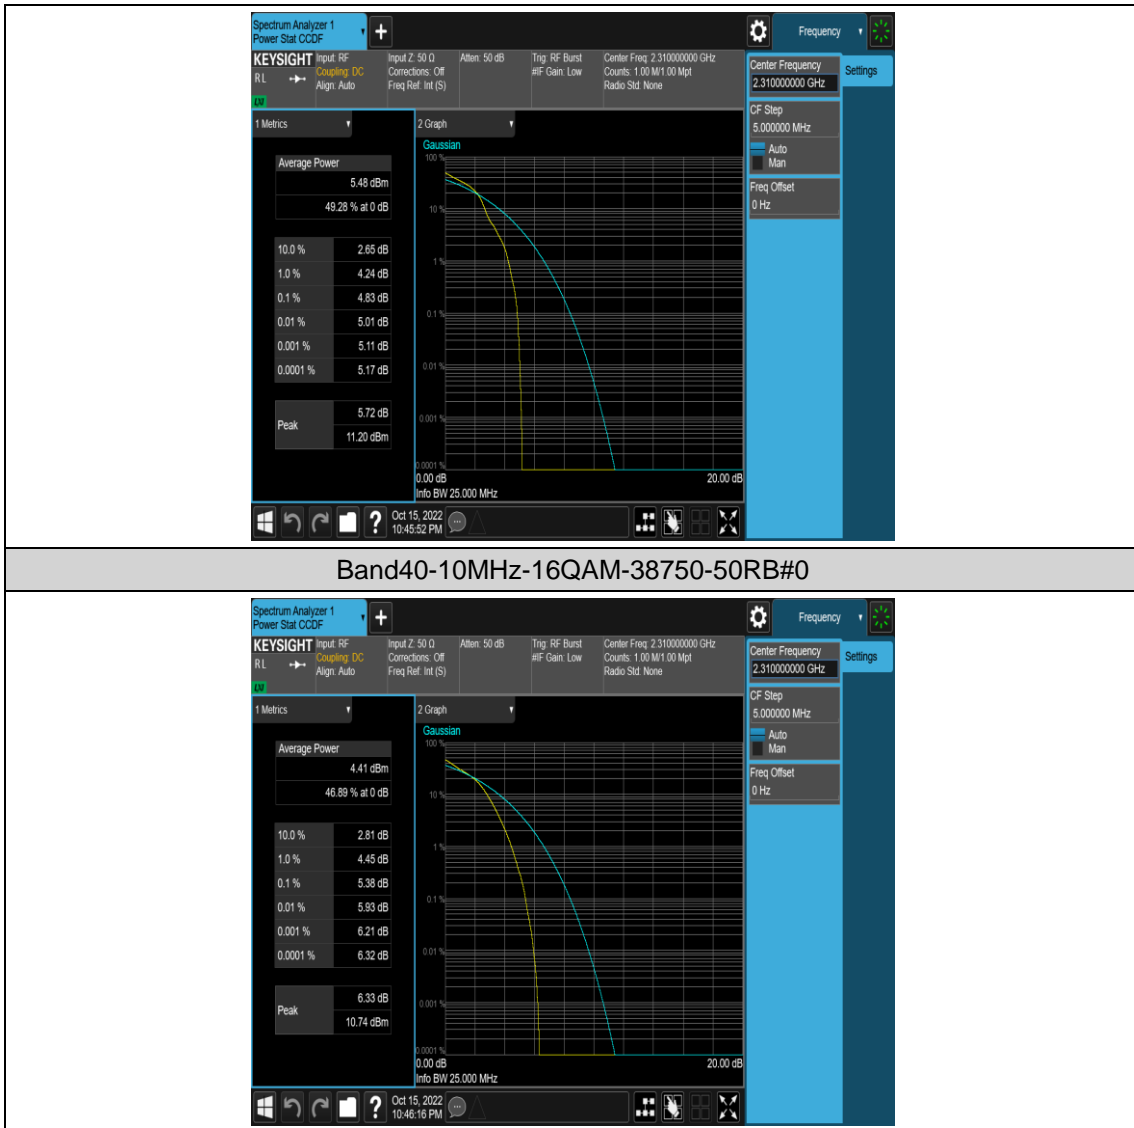 Spectrum Analyzer 1
Power Stat CCDF
Frequency
KEYSIGHT Input: RF Input Z: 50 Ω Atten: 50 dB Trig: RF Burst Center Freq: 2.310000000 GHz
RL Coupling: DC Corrections: Off #IF Gain: Low Counts: 1.00 M/1.00 Mpt
Align: Auto Freq Ref: Int (S) Radio Std: None
LXI
Center Frequency
2.310000000 GHz
Settings
CF Step
5.000000 MHz
Auto
Man
Freq Offset
0 Hz
1 Metrics
2 Graph
Gaussian
Average Power
5.48 dBm
49.28 % at 0 dB
10.0 % 2.65 dB
1.0 % 4.24 dB
0.1 % 4.83 dB
0.01 % 5.01 dB
0.001 % 5.11 dB
0.0001 % 5.17 dB
Peak 5.72 dB
11.20 dBm
100 %
10 %
1 %
0.1 %
0.01 %
0.001 %
0.0001 %
0.00 dB 20.00 dB
Info BW 25.000 MHz
Oct 15, 2022
10:45:52 PM
Band40-10MHz-16QAM-38750-50RB#0
Spectrum Analyzer 1
Power Stat CCDF
Frequency
KEYSIGHT Input: RF Input Z: 50 Ω Atten: 50 dB Trig: RF Burst Center Freq: 2.310000000 GHz
RL Coupling: DC Corrections: Off #IF Gain: Low Counts: 1.00 M/1.00 Mpt
Align: Auto Freq Ref: Int (S) Radio Std: None
LXI
Center Frequency
2.310000000 GHz
Settings
CF Step
5.000000 MHz
Auto
Man
Freq Offset
0 Hz
1 Metrics
2 Graph
Gaussian
Average Power
4.41 dBm
46.89 % at 0 dB
10.0 % 2.81 dB
1.0 % 4.45 dB
0.1 % 5.38 dB
0.01 % 5.93 dB
0.001 % 6.21 dB
0.0001 % 6.32 dB
Peak 6.33 dB
10.74 dBm
100 %
10 %
1 %
0.1 %
0.01 %
0.001 %
0.0001 %
0.00 dB 20.00 dB
Info BW 25.000 MHz
Oct 15, 2022
10:46:16 PM